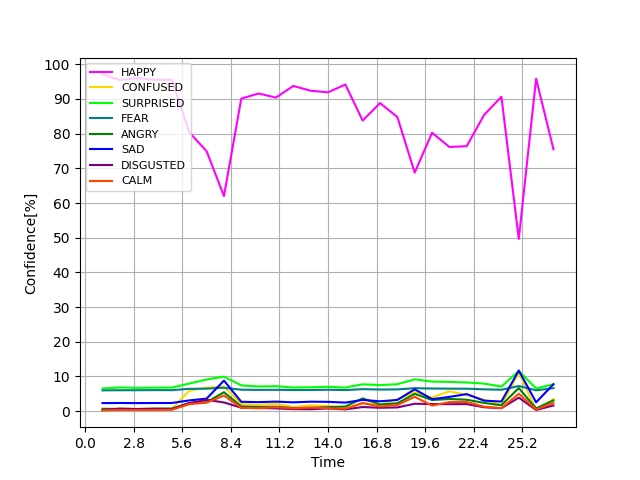 100
90
80
70
60
50
40
30
20
10
0
Confidence[%]
HAPPY
CONFUSED
SURPRISED
FEAR
ANGRY
SAD
DISGUSTED
CALM
0.0 2.8 5.6 8.4 11.2 14.0 16.8 19.6 22.4 25.2
Time